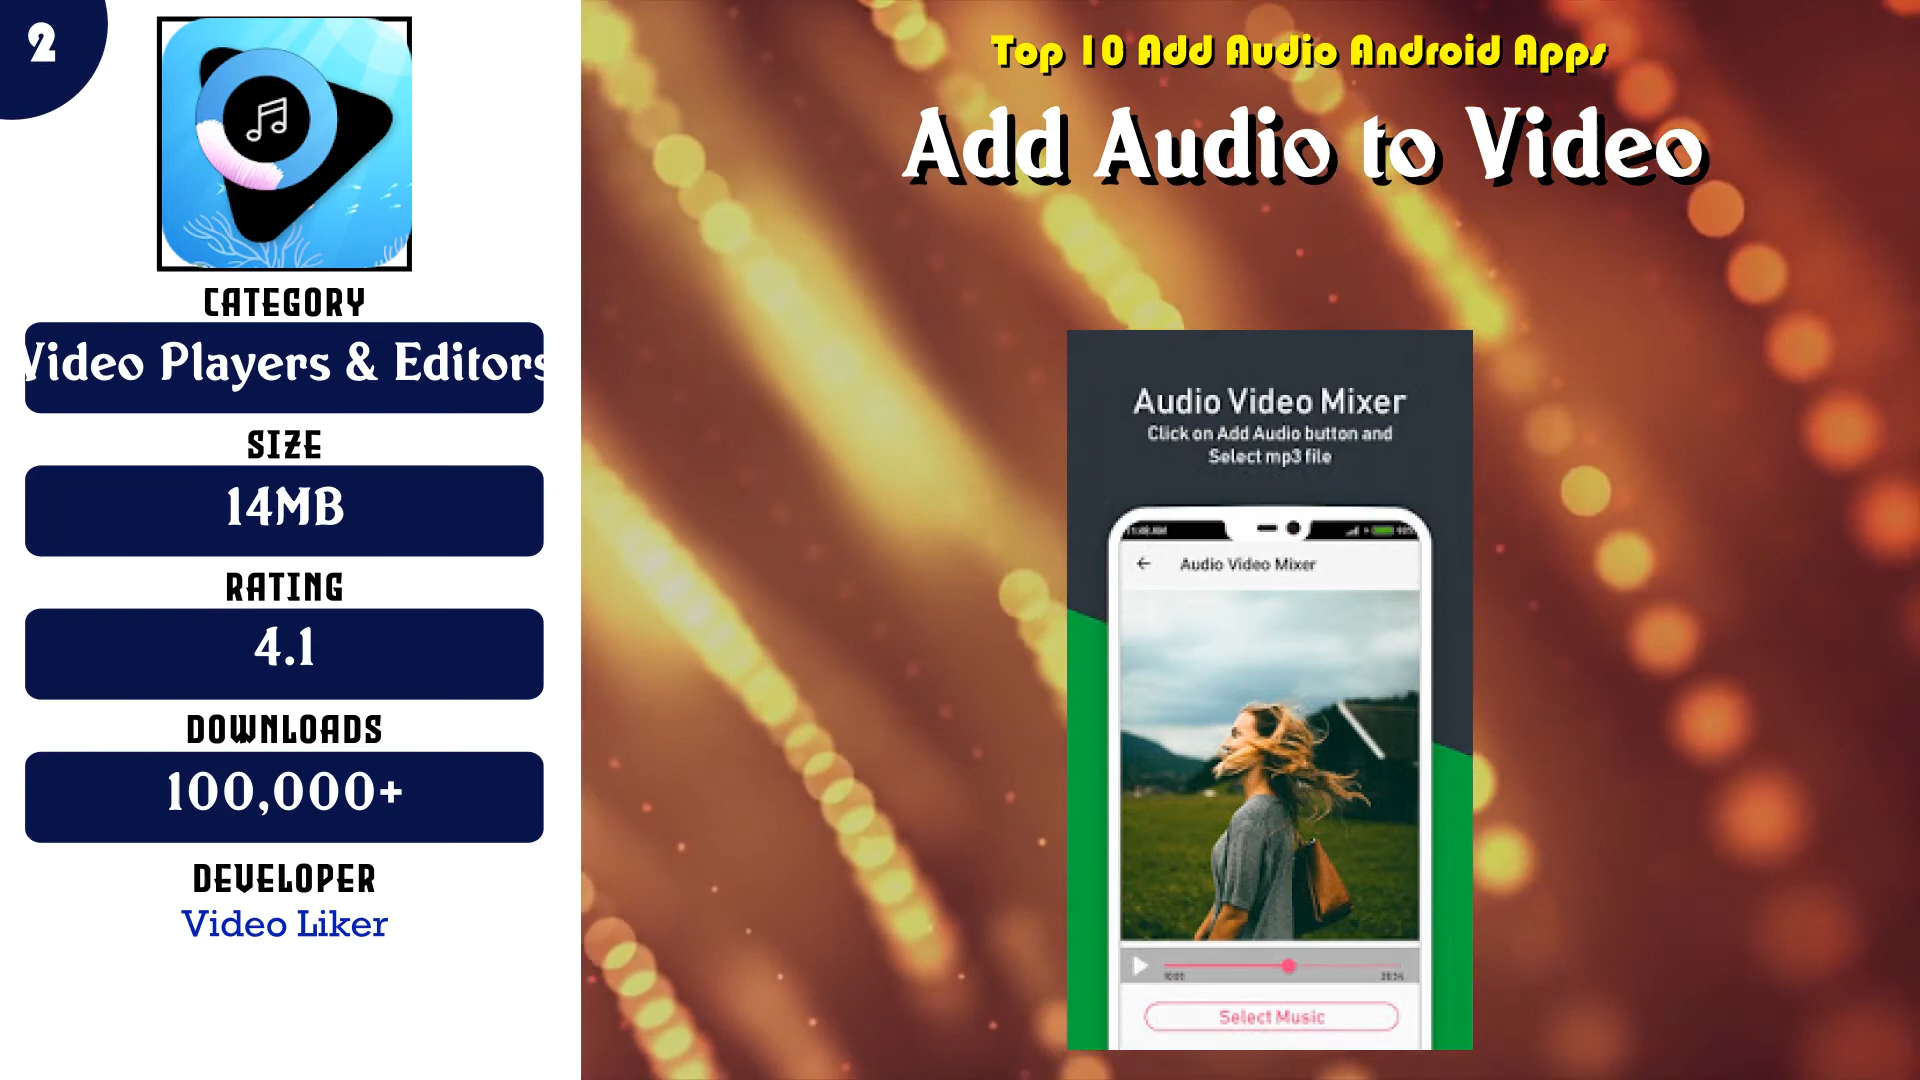 2
CATEGORY
Video Players & Editors
SIZE
14MB
RATING
4.1
DOWNLOADS
100,000+
DEVELOPER
Video Liker
Top 10 Add Audio Android Apps
Add Audio to Video
Audio Video Mixer
Click on Add Audio button and
Select mp3 file
Audio Video Mixer
Select Music